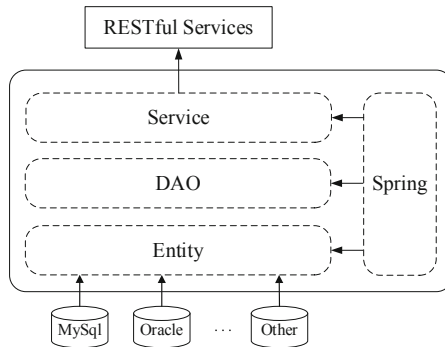 RESTful Services
Service
DAO
Spring
Entity
MySql Oracle ... Other